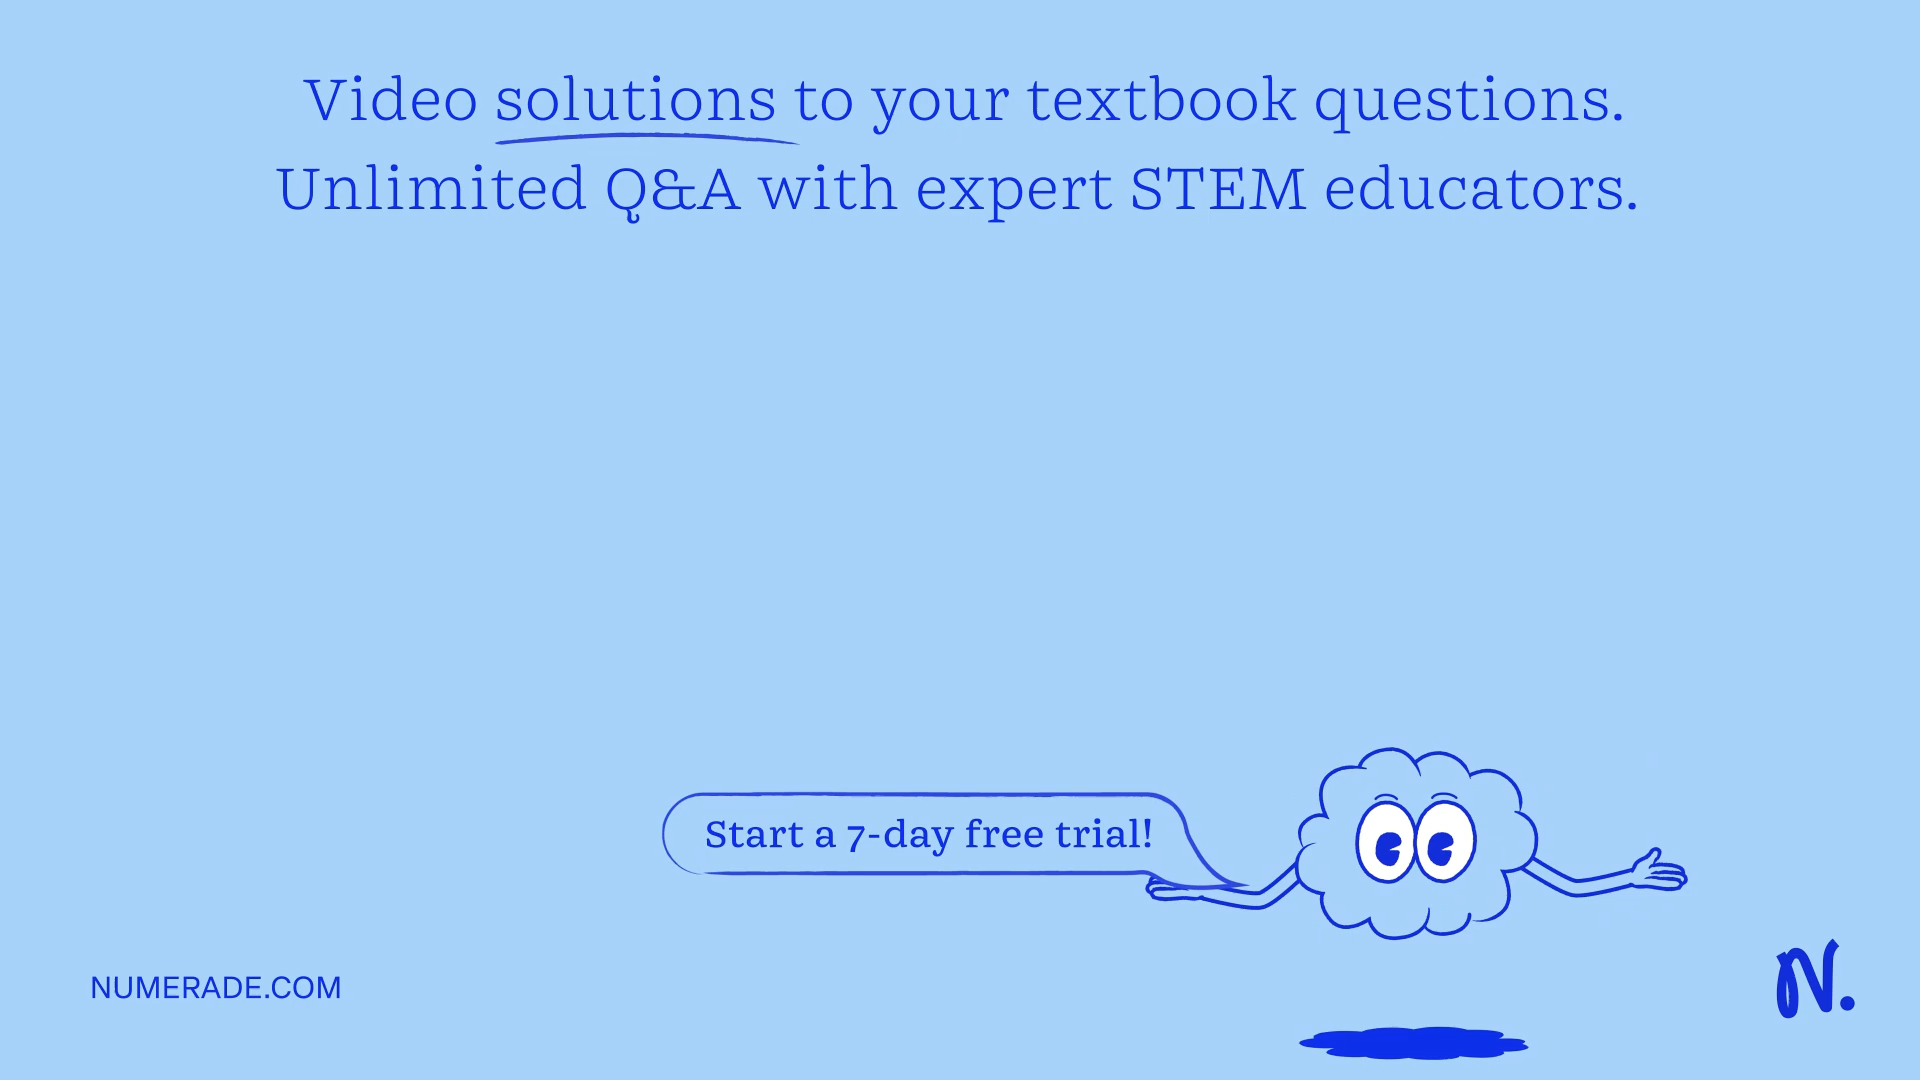 Video solutions to your textbook questions.
Unlimited Q&A with expert STEM educators.
Start a 7-day free trial!
NUMERADE.COM
N.